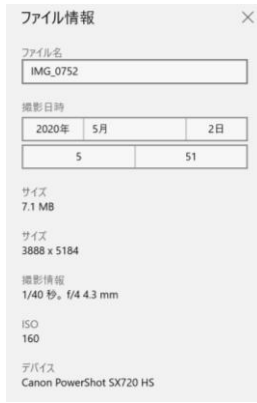 ファイル情報
ファイル名
IMG_0752
撮影日時
2020年 5月 2日
5 51
サイズ
7.1 MB
サイズ
3888 x 5184
撮影情報
1/40 秒。f/4 4.3 mm
ISO
160
デバイス
Canon PowerShot SX720 HS